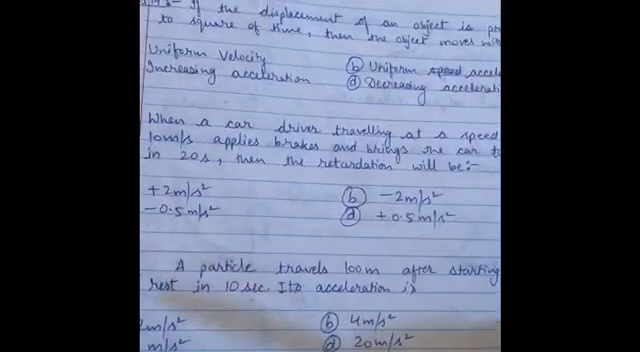 If the displacement of an object is
to square of time, then the object moves
Uniform Velocity (b) Uniform speed
Increasing acceleration (d) Decreasing
When a car driver travelling at a speed
10m/s applies brakes and brings the car
in 20s, then the retardation will be:-
+2m/s² (b) -2m/s²
-0.5m/s² (d) +0.5m/s²
A particle travels 100m after starting
rest in 10sec. Its acceleration is
m/s² (b) 4m/s²
m/s² (d) 20m/s²